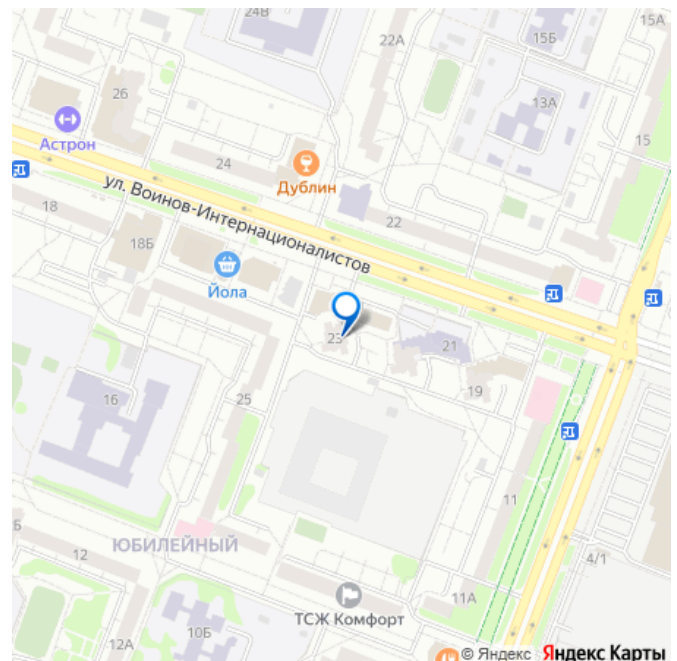 24В
22А
15А
15Б
26
13А
Астрон
15
24
Дублин
ул. Воинов-Интернационалистов
18
22
18Б
Йола
23
21
19
16
25
11
Б
ЮБИЛЕЙНЫЙ
12
4/1
11А
ТСЖ Комфорт
10Б
12А
© Яндекс Яндекс Карты